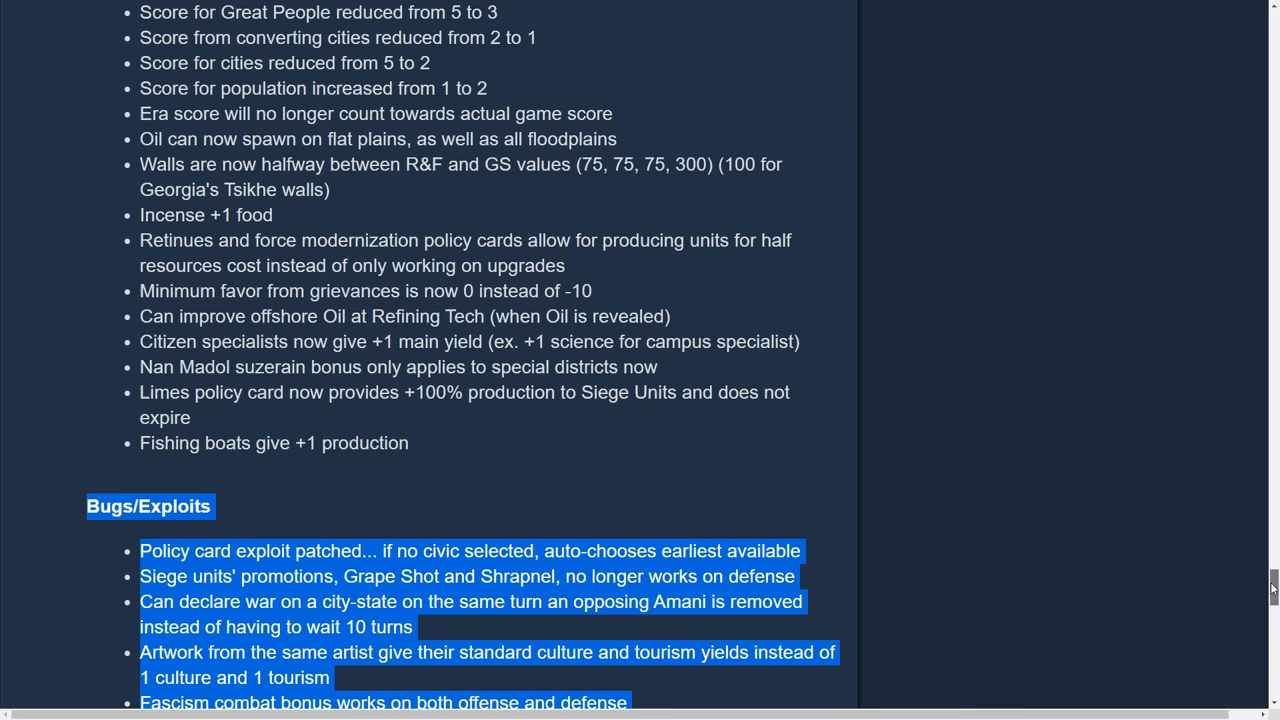 Score for Great People reduced from 5 to 3
Score from converting cities reduced from 2 to 1
Score for cities reduced from 5 to 2
Score for population increased from 1 to 2
Era score will no longer count towards actual game score
Oil can now spawn on flat plains, as well as all floodplains
Walls are now halfway between R&F and GS values (75, 75, 75, 300) (100 for
Georgia's Tsikhe walls)
Incense +1 food
Retinues and force modernization policy cards allow for producing units for half
resources cost instead of only working on upgrades
Minimum favor from grievances is now 0 instead of -10
Can improve offshore Oil at Refining Tech (when Oil is revealed)
Citizen specialists now give +1 main yield (ex. +1 science for campus specialist)
Nan Madol suzerain bonus only applies to special districts now
Limes policy card now provides +100% production to Siege Units and does not
expire
Fishing boats give +1 production
Bugs/Exploits
Policy card exploit patched... if no civic selected, auto-chooses earliest available
Siege units' promotions, Grape Shot and Shrapnel, no longer works on defense
Can declare war on a city-state on the same turn an opposing Amani is removed
instead of having to wait 10 turns
Artwork from the same artist give their standard culture and tourism yields instead of
1 culture and 1 tourism
Fascism combat bonus works on both offense and defense